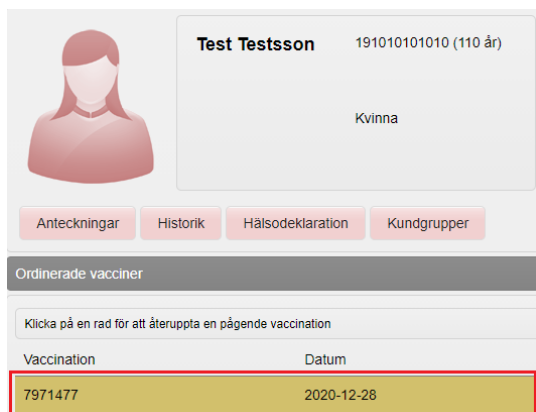 Test Testsson 191010101010 (110 år)
Kvinna
Anteckningar Historik Hälsodeklaration Kundgrupper
Ordinerade vacciner
Klicka på en rad för att återuppta en pågende vaccination
Vaccination Datum
7971477 2020-12-28